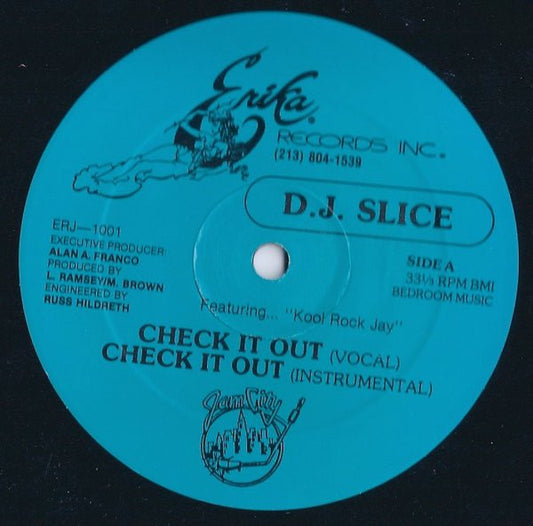 Erika
RECORDS INC.
(213) 804-1539
D.J. SLICE
ERJ—1001
EXECUTIVE PRODUCER:
ALAN A. FRANCO
PRODUCED BY
L. RAMSEY/M. BROWN
ENGINEERED BY
RUSS HILDRETH
SIDE A
33⅓ RPM BMI
BEDROOM MUSIC
Featuring... "Kool Rock Jay"
CHECK IT OUT (VOCAL)
CHECK IT OUT (INSTRUMENTAL)
Jam City